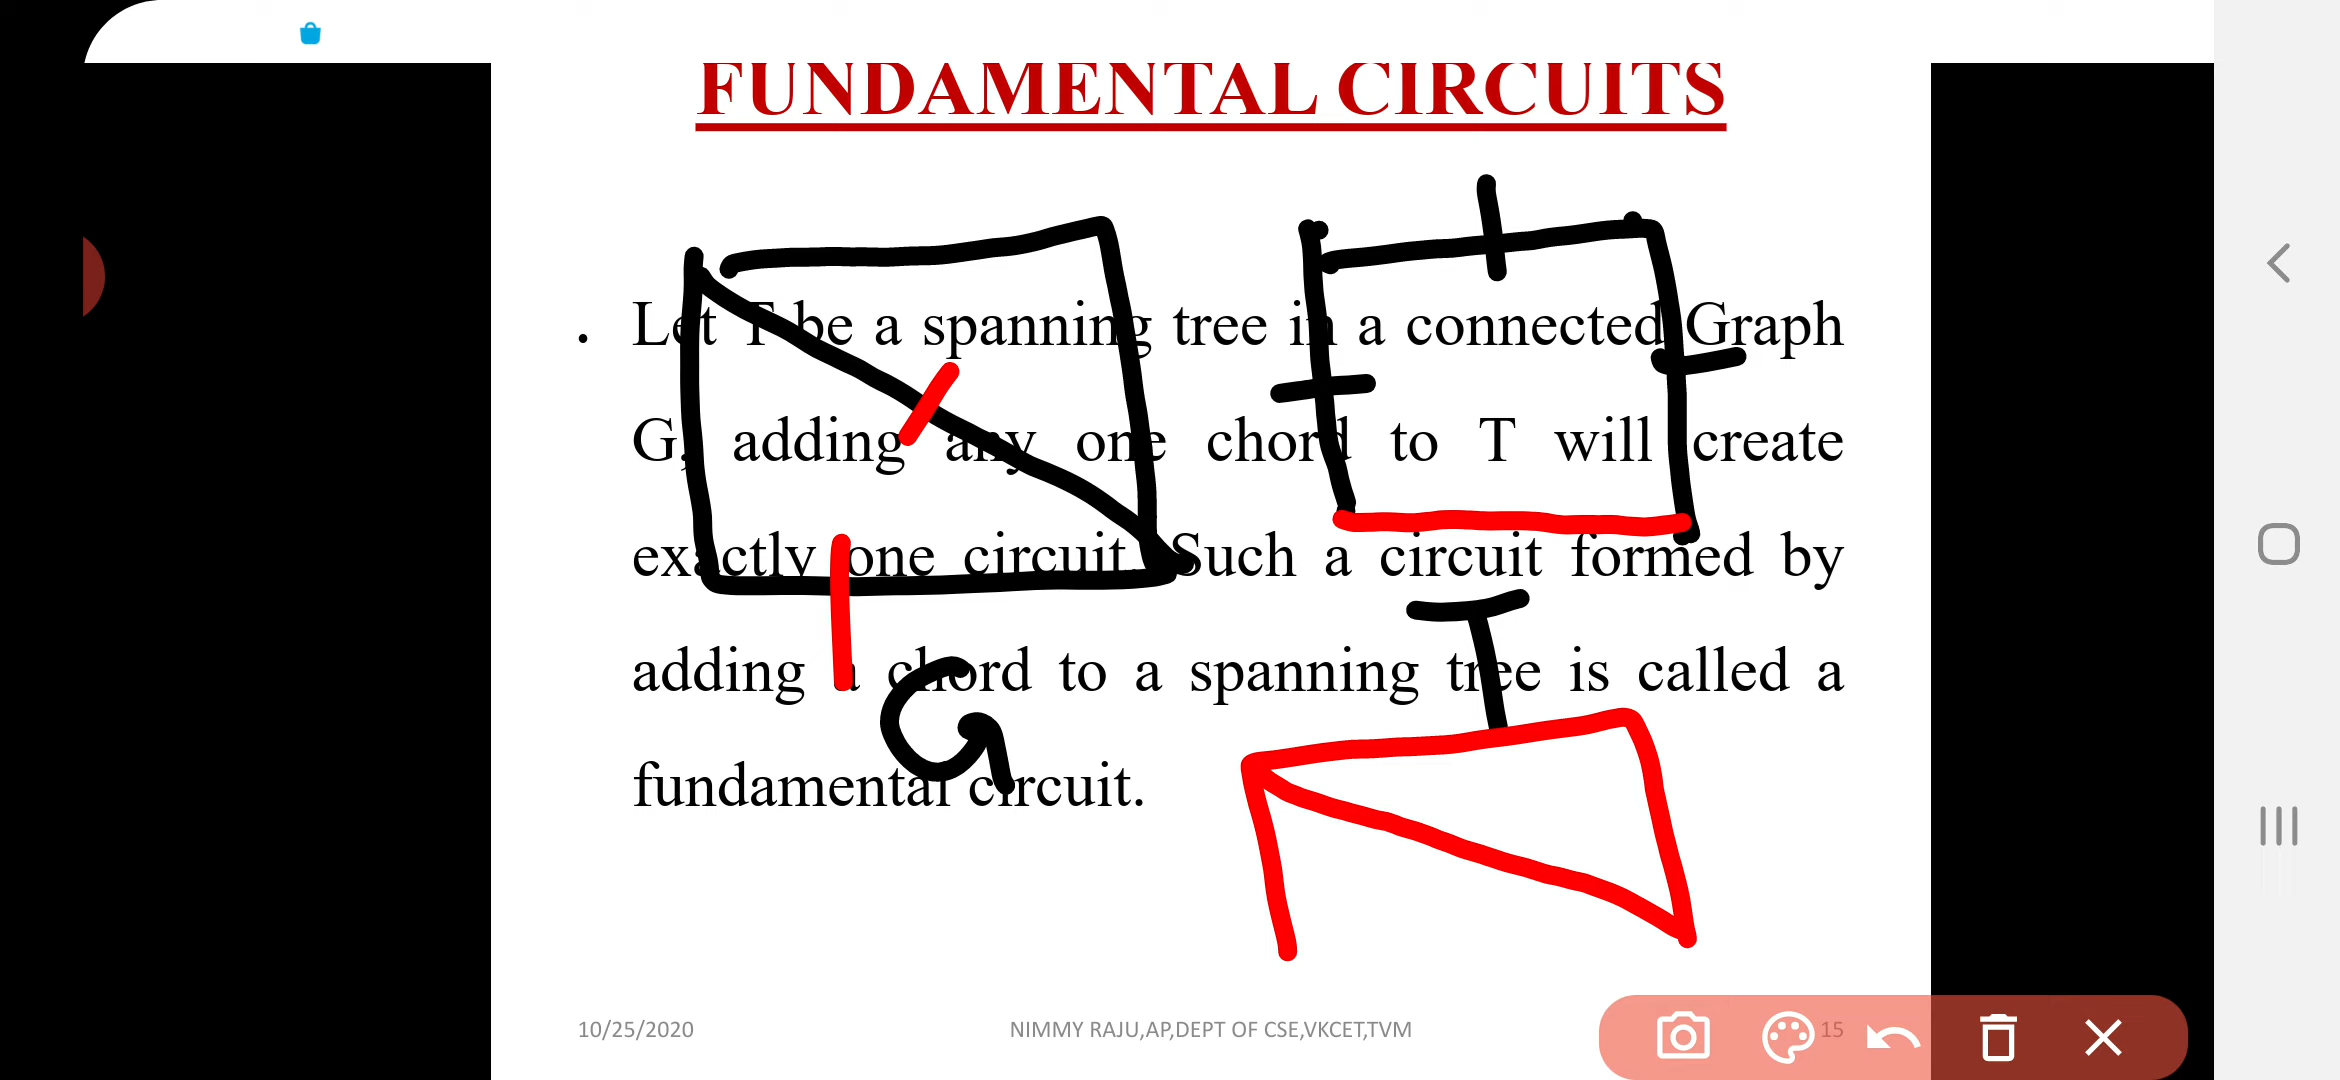 FUNDAMENTAL CIRCUITS
. Let T be a spanning tree in a connected Graph
G, adding any one chord to T will create
exactly one circuit. Such a circuit formed by
adding a chord to a spanning tree is called a
fundamental circuit.
G
T
10/25/2020
NIMMY RAJU,AP,DEPT OF CSE,VKCET,TVM
15